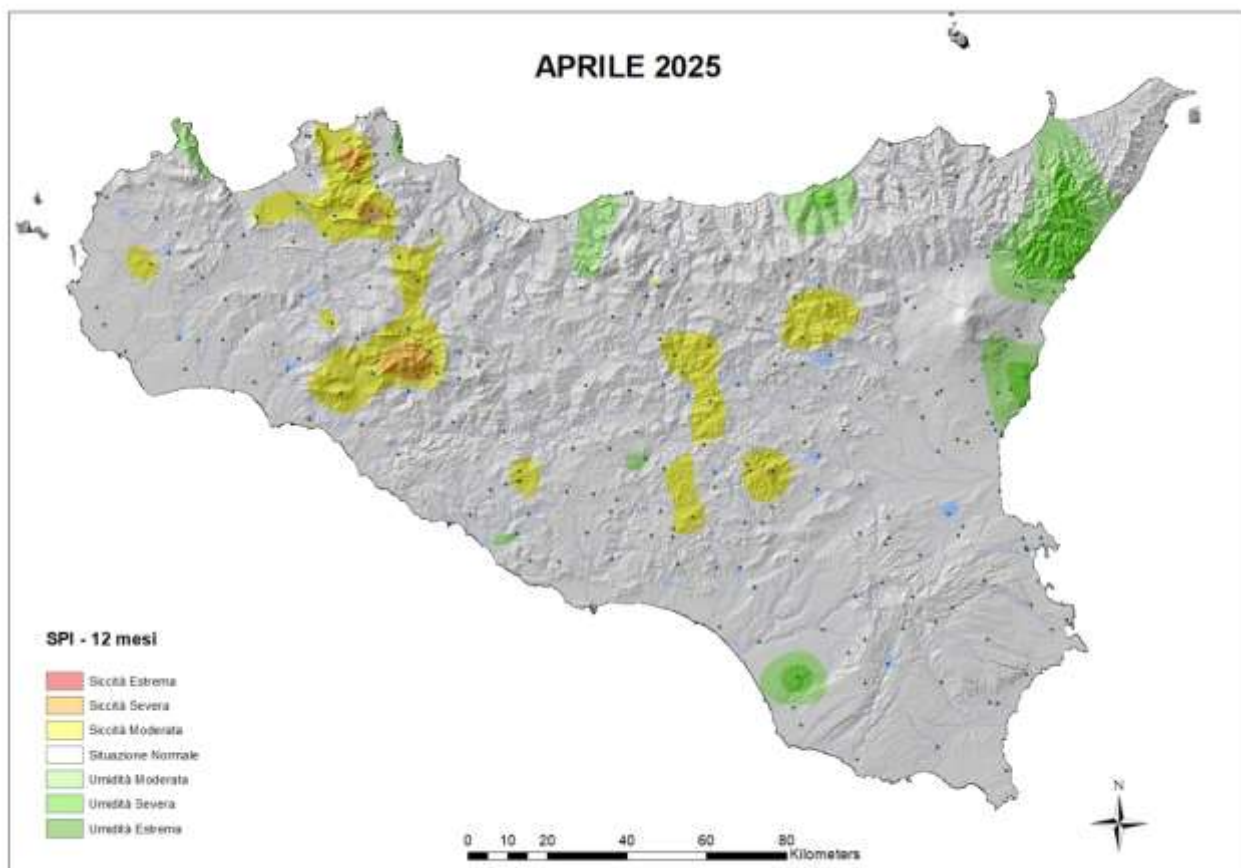 APRILE 2025
SPI - 12 mesi
Siccità Estrema
Siccità Severa
Siccità Moderata
Situazione Normale
Umidità Moderata
Umidità Severa
Umidità Estrema
N
0 10 20 40 60 80
Kilometers